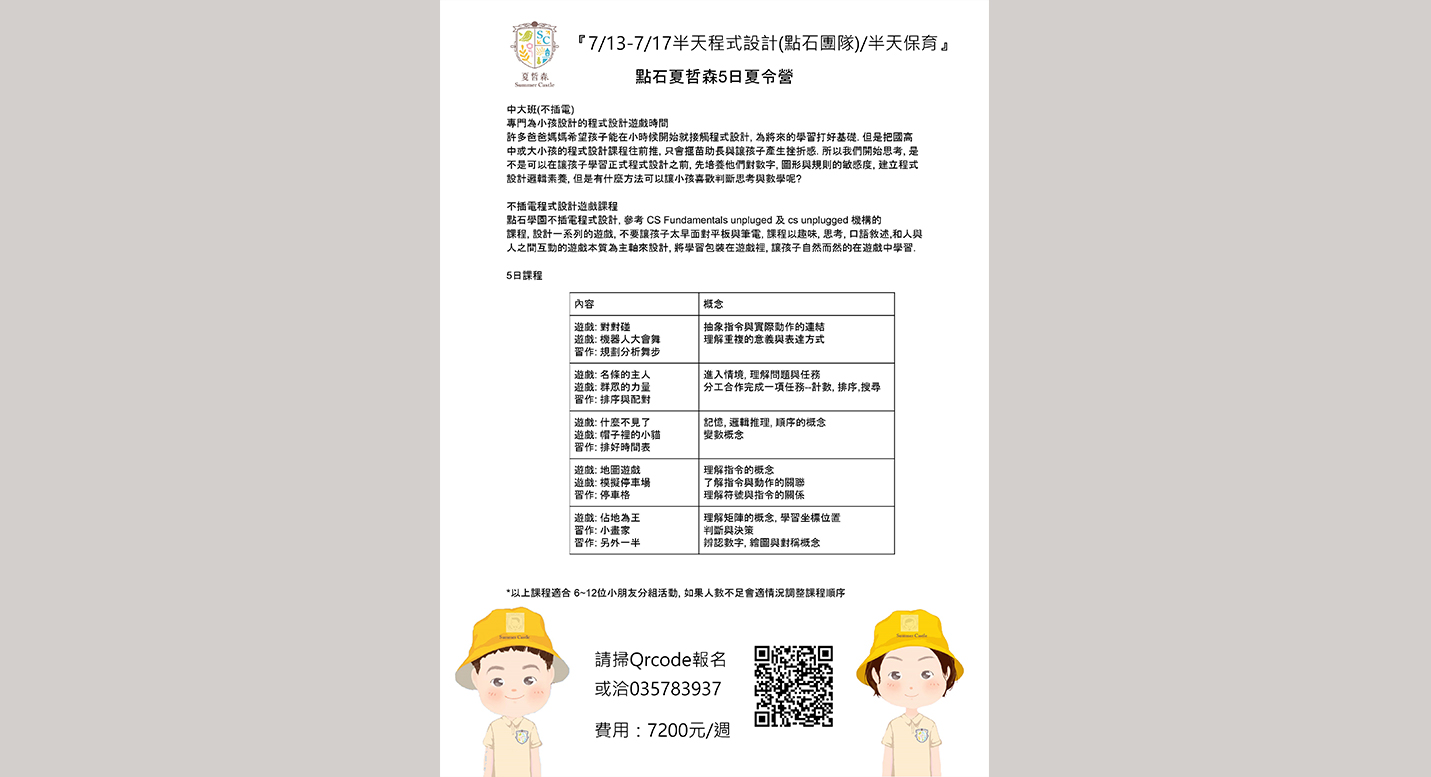 夏哲森
Summer Castle
『7/13-7/17半天程式設計(點石團隊)/半天保育』
點石夏哲森5日夏令營
中大班(不插電)
專門為小孩設計的程式設計遊戲時間
許多爸爸媽媽希望孩子能在小時候開始就接觸程式設計, 為將來的學習打好基礎. 但是把國高
中或大小孩的程式設計課程往前推, 只會揠苗助長與讓孩子產生挫折感. 所以我們開始思考, 是
不是可以在讓孩子學習正式程式設計之前, 先培養他們對數字, 圖形與規則的敏感度, 建立程式
設計邏輯素養, 但是有什麼方法可以讓小孩喜歡判斷思考與數學呢?
不插電程式設計遊戲課程
點石學園不插電程式設計, 參考 CS Fundamentals unpluged 及 cs unplugged 機構的
課程, 設計一系列的遊戲, 不要讓孩子太早面對平板與筆電, 課程以趣味, 思考, 口語敘述,和人與
人之間互動的遊戲本質為主軸來設計, 將學習包裝在遊戲裡, 讓孩子自然而然的在遊戲中學習.
5日課程
內容
概念
遊戲: 對對碰
遊戲: 機器人大會舞
習作: 規劃分析舞步
抽象指令與實際動作的連結
理解重複的意義與表達方式
遊戲: 名條的主人
遊戲: 群眾的力量
習作: 排序與配對
進入情境, 理解問題與任務
分工合作完成一項任務--計數, 排序,搜尋
遊戲: 什麼不見了
遊戲: 帽子裡的小貓
習作: 排好時間表
記憶, 邏輯推理, 順序的概念
變數概念
遊戲: 地圖遊戲
遊戲: 模擬停車場
習作: 停車格
理解指令的概念
了解指令與動作的關聯
理解符號與指令的關係
遊戲: 佔地為王
習作: 小畫家
習作: 另外一半
理解矩陣的概念, 學習坐標位置
判斷與決策
辨認數字, 繪圖與對稱概念
*以上課程適合 6~12位小朋友分組活動, 如果人數不足會適情況調整課程順序
Summer Castle
Summer Castle
請掃Qrcode報名
或洽035783937
費用：7200元/週